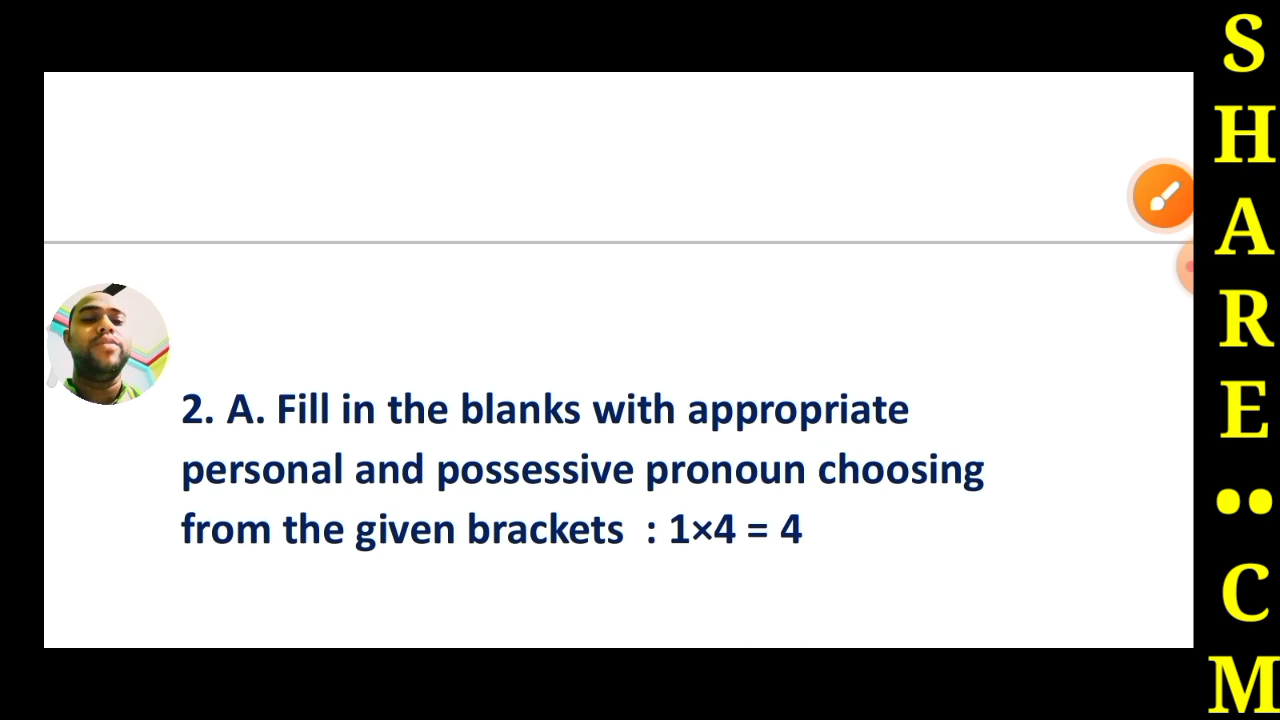 2. A. Fill in the blanks with appropriate
personal and possessive pronoun choosing
from the given brackets : 1×4 = 4
S
H
A
R
E
••
C
M